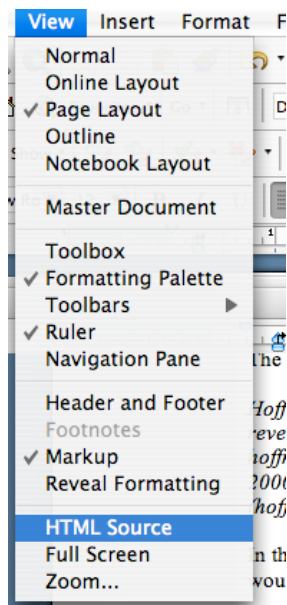 View Insert Format
Normal
Online Layout
✓ Page Layout
Outline
Notebook Layout
Master Document
Toolbox
✓ Formatting Palette
Toolbars ▶
✓ Ruler
Navigation Pane
Header and Footer
Footnotes
✓ Markup
Reveal Formatting
HTML Source
Full Screen
Zoom...